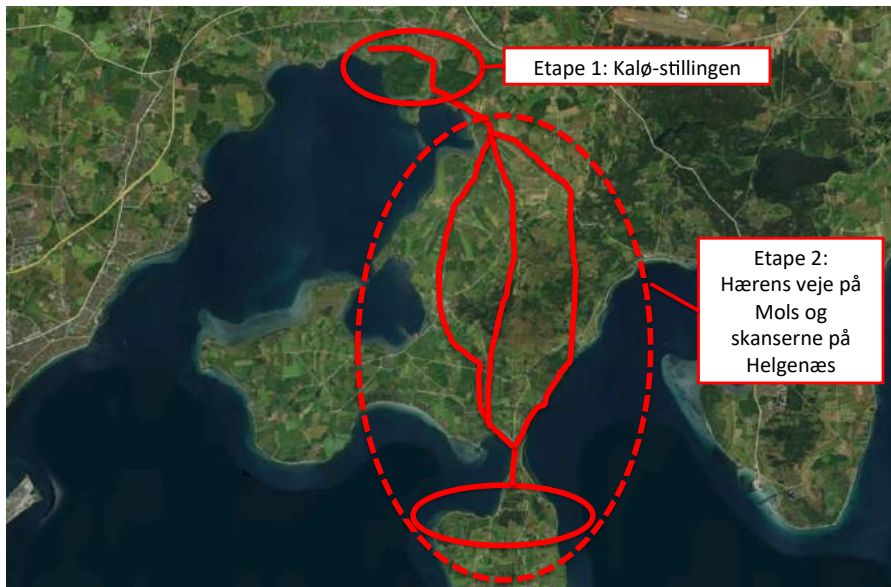 Etape 1: Kalø-stillingen
Etape 2:
Hærens veje på
Mols og
skanserne på
Helgenæs